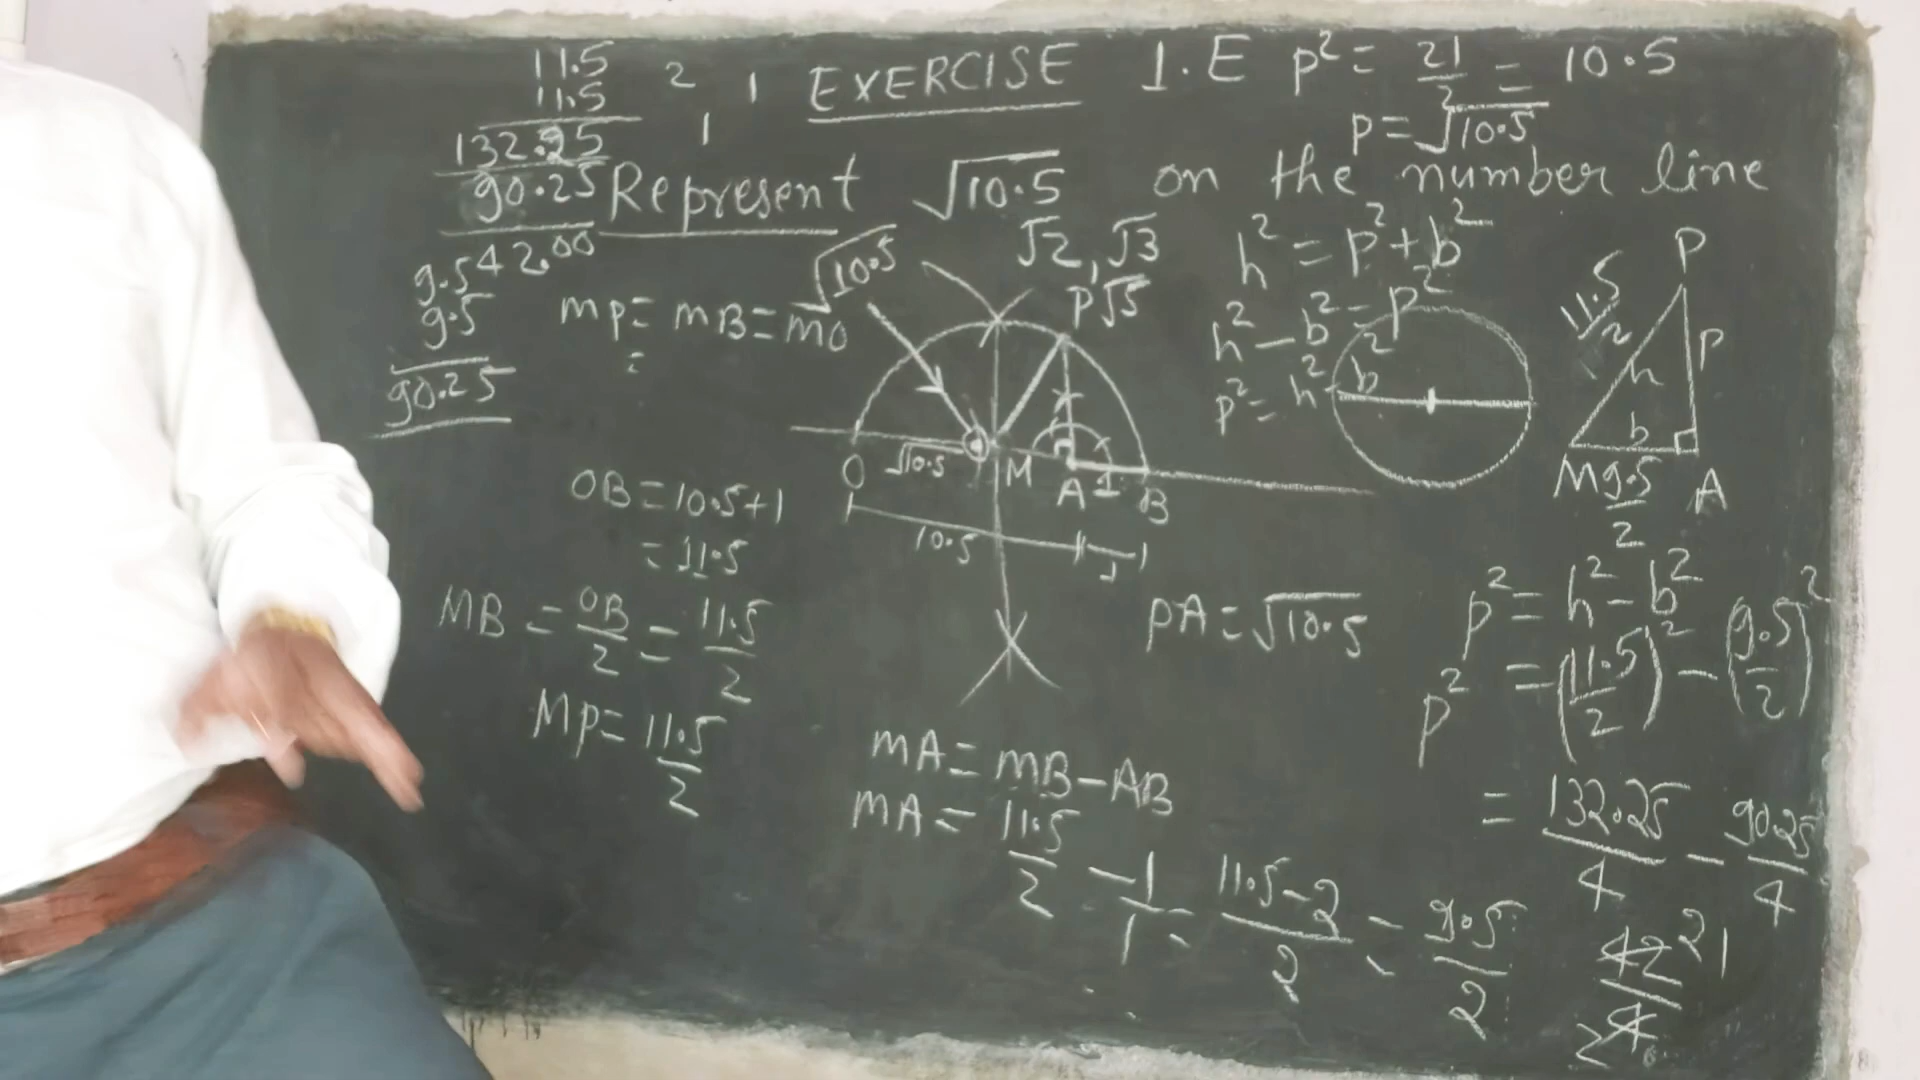 EXERCISE 1.E
Represent √10.5 on the number line
11.5
11.5
132.25
90.25
42.00
9.5
9.5
90.25
2 1
1
p² = 21/2 = 10.5
p = √10.5
√2, √3
√5
√10.5
MP = MB = MO
=
P
O √10.5 M A 1 B
10.5 1
OB = 10.5+1
= 11.5
MB = OB/2 = 11.5/2
MP = 11.5/2
PA = √10.5
MA = MB - AB
MA = 11.5/2 - 1/1 = 11.5-2/2 = 9.5/2
h² = p² + b²
h² - b² = p²
p² = h² - b²
P
11.5/2
h
p
b
M 9.5/2 A
p² = h² - b²
p² = (11.5/2)² - (9.5/2)²
= 132.25/4 - 90.25/4
42/4 21
2